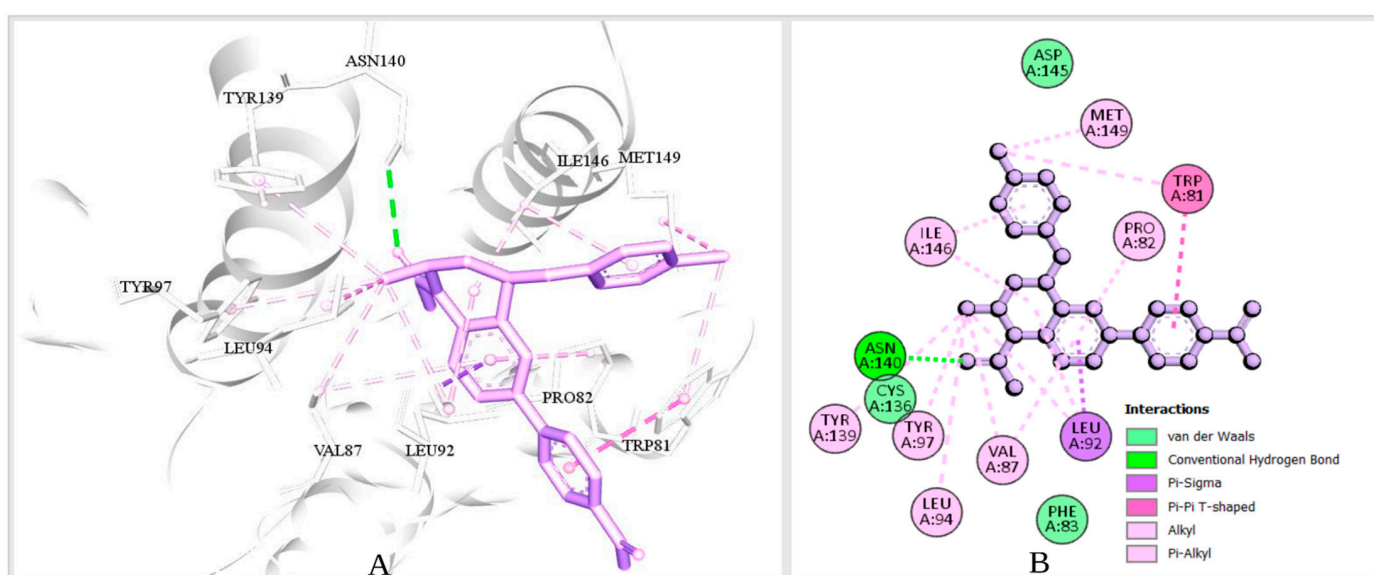 ASN140
TYR139
ILE146
MET149
TYR97
LEU94
PRO82
VAL87
LEU92
TRP81
A
ASP
A:145
MET
A:149
TRP
A:81
PRO
A:82
ILE
A:146
ASN
A:140
CYS
A:136
TYR
A:139
TYR
A:97
VAL
A:87
LEU
A:92
LEU
A:94
PHE
A:83
Interactions
van der Waals
Conventional Hydrogen Bond
Pi-Sigma
Pi-Pi T-shaped
Alkyl
Pi-Alkyl
B